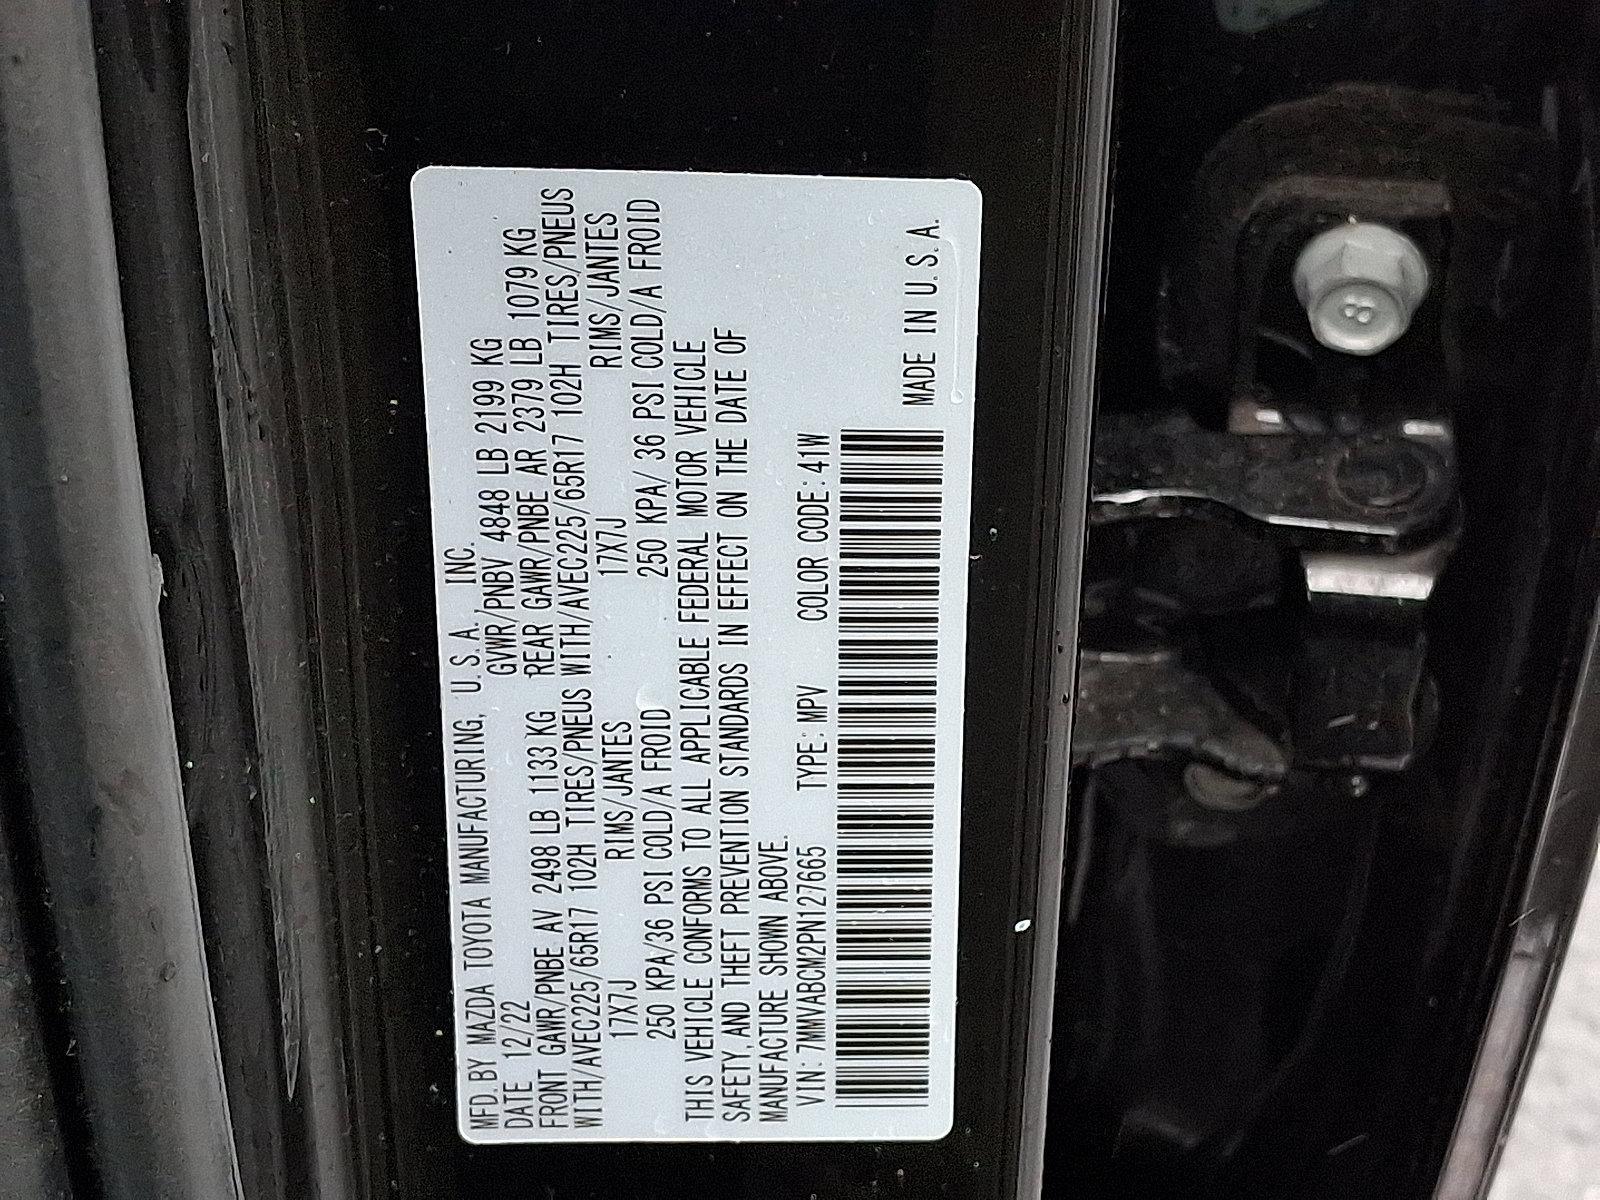 MFD. BY MAZDA TOYOTA MANUFACTURING, U.S.A., INC.
DATE 12/22 GVWR/PNBV 4848 LB 2199 KG
FRONT GAWR/PNBE AV 2498 LB 1133 KG REAR GAWR/PNBE AR 2379 LB 1079 KG
WITH/AVEC225/65R17 102H TIRES/PNEUS WITH/AVEC225/65R17 102H TIRES/PNEUS
17X7J RIMS/JANTES 17X7J RIMS/JANTES
250 KPA/36 PSI COLD/A FROID 250 KPA/ 36 PSI COLD/A FROID
THIS VEHICLE CONFORMS TO ALL APPLICABLE FEDERAL MOTOR VEHICLE
SAFETY, AND THEFT PREVENTION STANDARDS IN EFFECT ON THE DATE OF
MANUFACTURE SHOWN ABOVE.
VIN: 7MMVABCM2PN127665 TYPE: MPV COLOR CODE: 41W
MADE IN U.S.A.
8